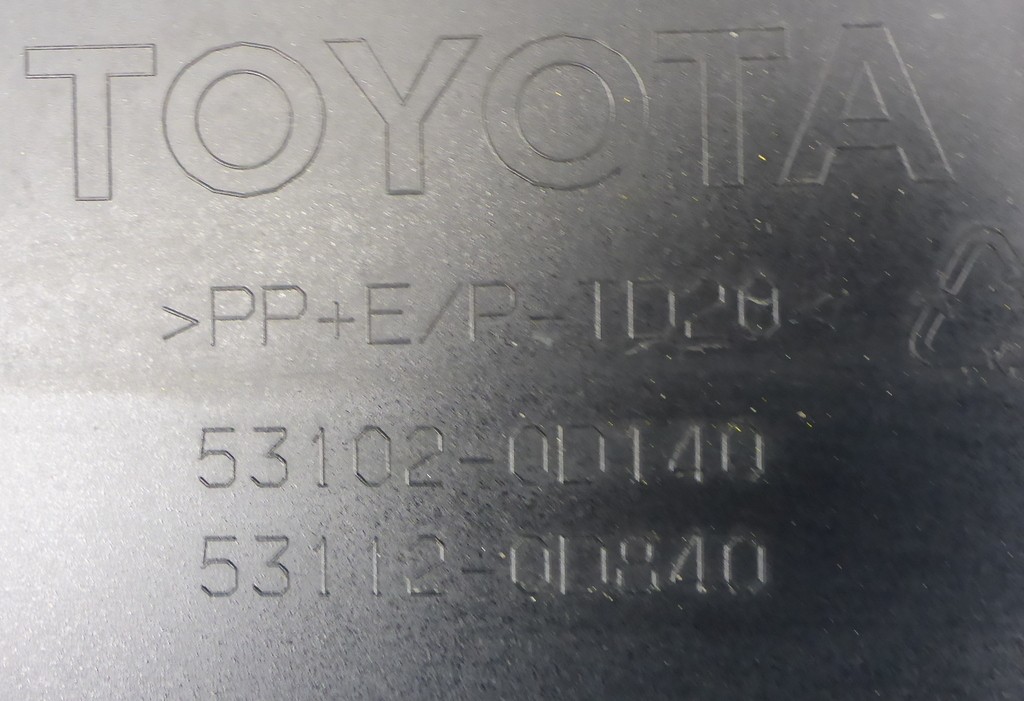 TOYOTA
>PP+E/P-TD20<
53102-0D140
53112-0D840